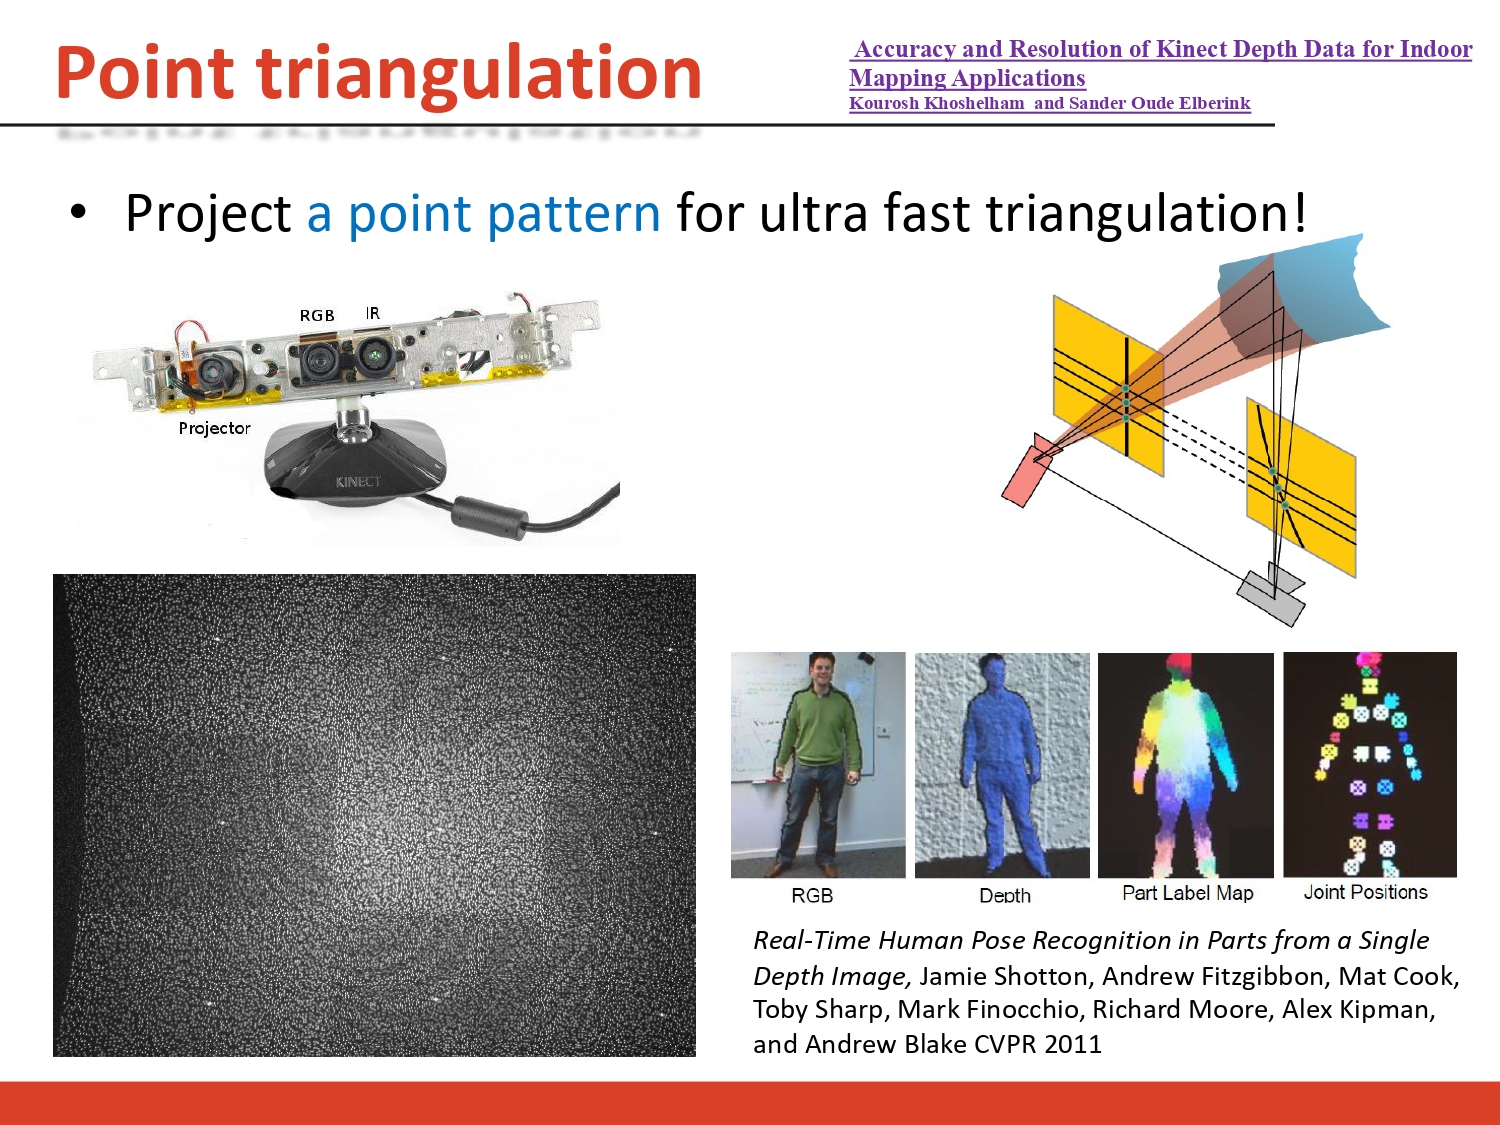 Point triangulation
Accuracy and Resolution of Kinect Depth Data for Indoor
Mapping Applications
Kourosh Khoshelham and Sander Oude Elberink
• Project a point pattern for ultra fast triangulation!
RGB
IR
Projector
KINECT
RGB
Depth
Part Label Map
Joint Positions
Real-Time Human Pose Recognition in Parts from a Single
Depth Image, Jamie Shotton, Andrew Fitzgibbon, Mat Cook,
Toby Sharp, Mark Finocchio, Richard Moore, Alex Kipman,
and Andrew Blake CVPR 2011